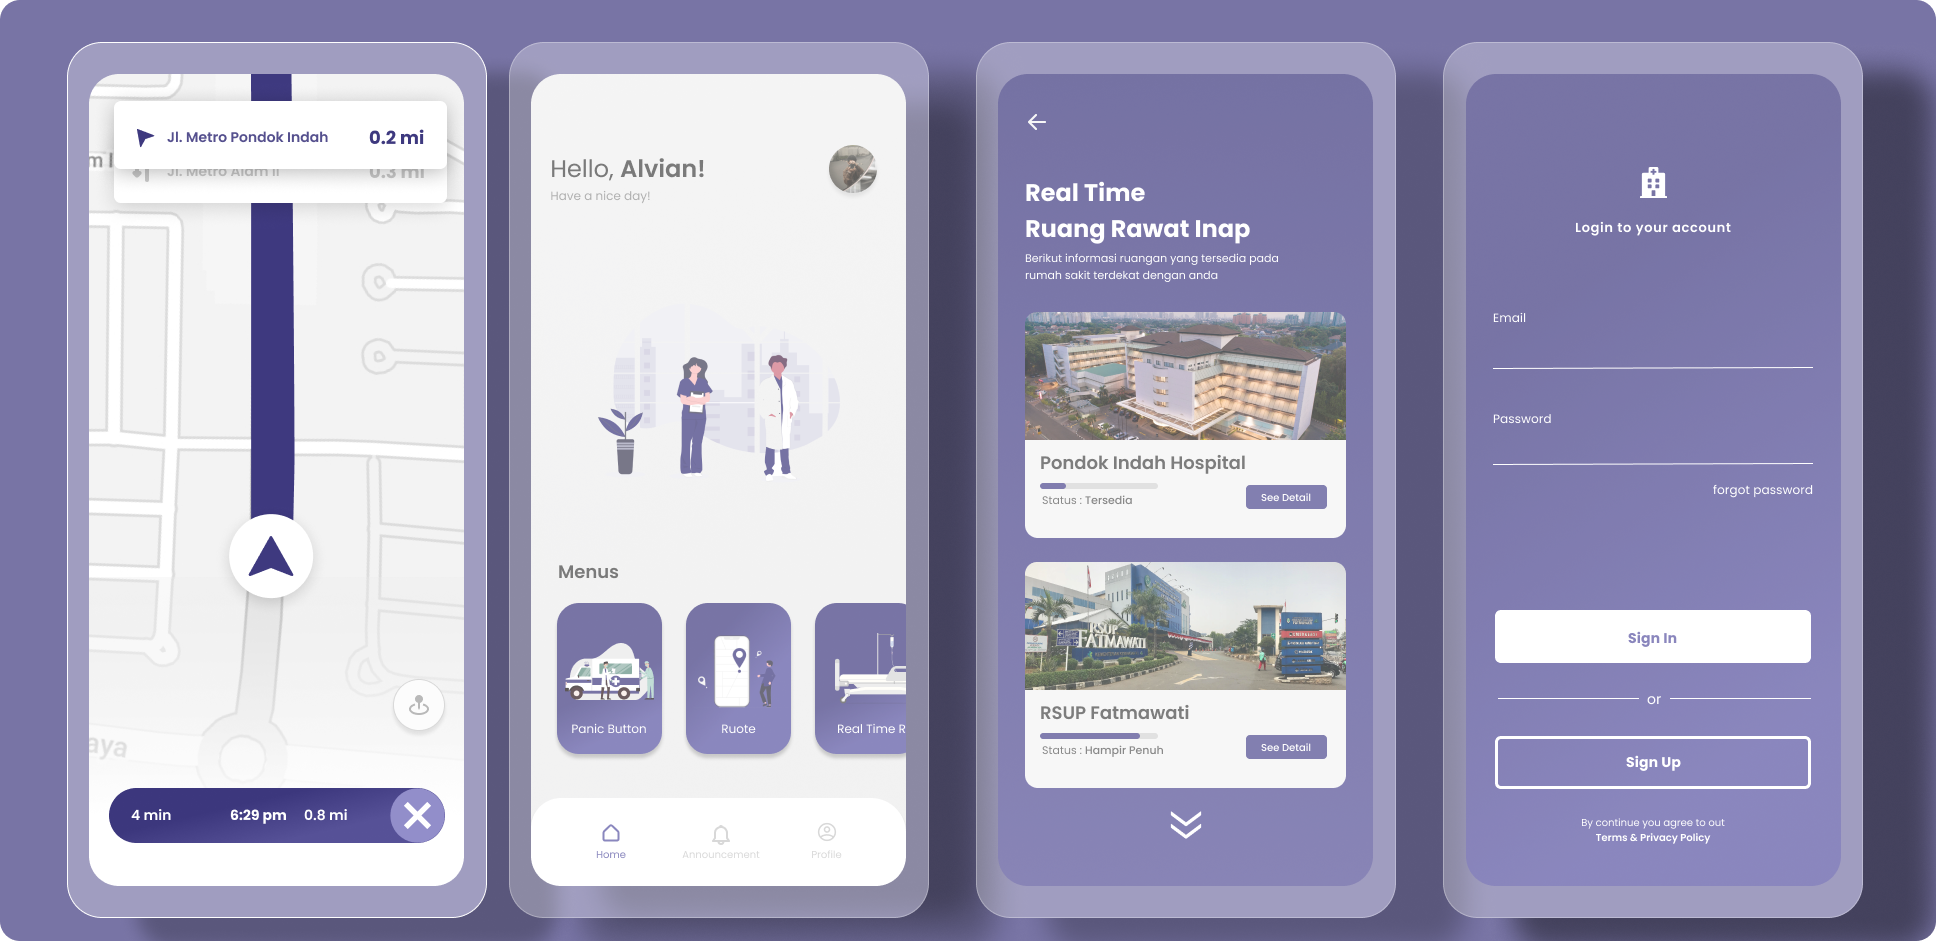 Jl. Metro Pondok Indah
0.2 mi
Jl. Metro Alam II
0.3 mi
aya
4 min
6:29 pm
0.8 mi
Hello, Alvian!
Have a nice day!
Menus
Panic Button
Ruote
Real Time R
Home
Announcement
Profile
Real Time
Ruang Rawat Inap
Berikut informasi ruangan yang tersedia pada
rumah sakit terdekat dengan anda
Pondok Indah Hospital
Status : Tersedia
See Detail
RSUP
FATMAWATI
RSUP Fatmawati
Status : Hampir Penuh
See Detail
Login to your account
Email
Password
forgot password
Sign In
or
Sign Up
By continue you agree to out
Terms & Privacy Policy